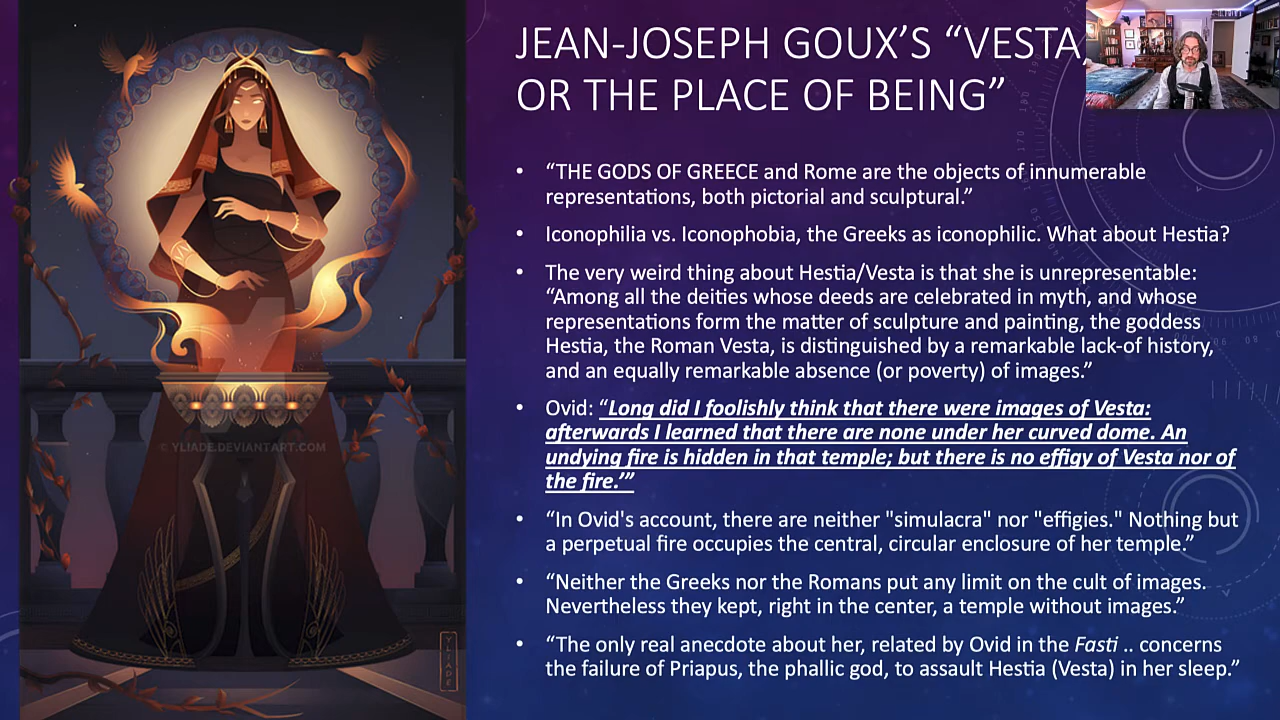 JEAN-JOSEPH GOUX’S “VESTA
OR THE PLACE OF BEING”
• “THE GODS OF GREECE and Rome are the objects of innumerable
representations, both pictorial and sculptural.”
• Iconophilia vs. Iconophobia, the Greeks as iconophilic. What about Hestia?
• The very weird thing about Hestia/Vesta is that she is unrepresentable:
“Among all the deities whose deeds are celebrated in myth, and whose
representations form the matter of sculpture and painting, the goddess
Hestia, the Roman Vesta, is distinguished by a remarkable lack-of history,
and an equally remarkable absence (or poverty) of images.”
• Ovid: “Long did I foolishly think that there were images of Vesta:
afterwards I learned that there are none under her curved dome. An
undying fire is hidden in that temple; but there is no effigy of Vesta nor of
the fire.’”
• “In Ovid's account, there are neither "simulacra" nor "effigies." Nothing but
a perpetual fire occupies the central, circular enclosure of her temple.”
• “Neither the Greeks nor the Romans put any limit on the cult of images.
Nevertheless they kept, right in the center, a temple without images.”
• “The only real anecdote about her, related by Ovid in the Fasti .. concerns
the failure of Priapus, the phallic god, to assault Hestia (Vesta) in her sleep.”
© YLIADE.DEVIANTART.COM
YLIADE